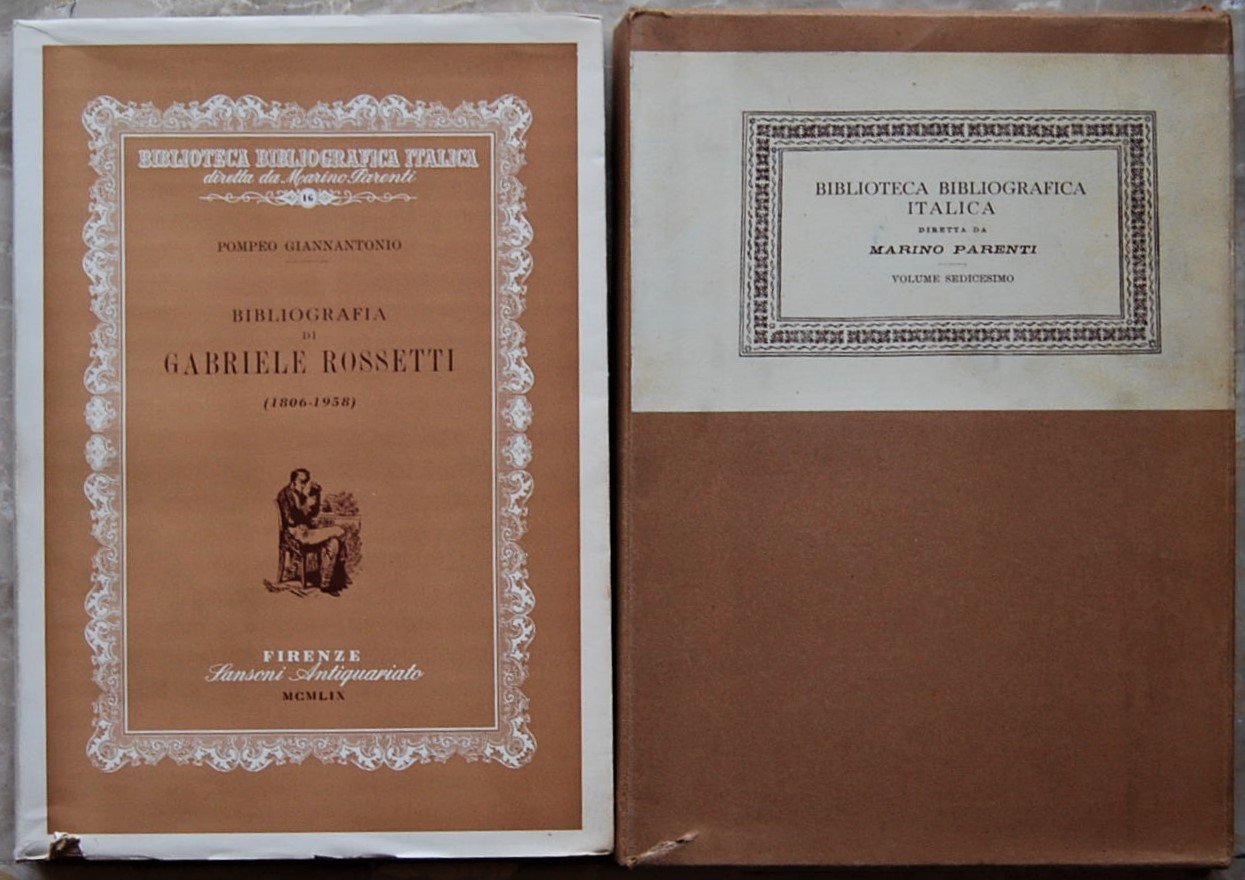 BIBLIOTECA BIBLIOGRAFICA ITALICA
diretta da Marino Parenti
16
POMPEO GIANNANTONIO
BIBLIOGRAFIA
DI
GABRIELE ROSSETTI
(1806-1958)
FIRENZE
Sansoni Antiquariato
MCMLIX
BIBLIOTECA BIBLIOGRAFICA
ITALICA
DIRETTA DA
MARINO PARENTI
VOLUME SEDICESIMO